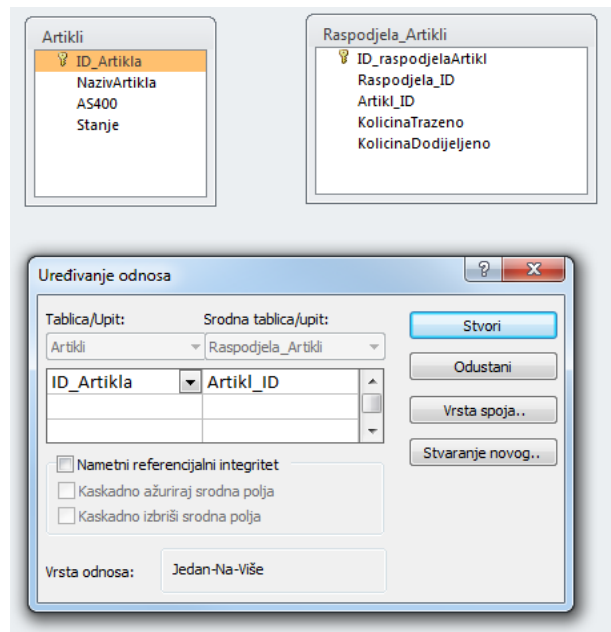 Artikli
ID_Artikla
NazivArtikla
AS400
Stanje
Raspodjela_Artikli
ID_raspodjelaArtikl
Raspodjela_ID
Artikl_ID
KolicinaTrazeno
KolicinaDodijeljeno
Uređivanje odnosa
?
X
Tablica/Upit: Srodna tablica/upit:
Artikli Raspodjela_Artikli
ID_Artikla Artikl_ID
Nametni referencijalni integritet
Kaskadno ažuriraj srodna polja
Kaskadno izbriši srodna polja
Vrsta odnosa: Jedan-Na-Više
Stvori
Odustani
Vrsta spoja..
Stvaranje novog..